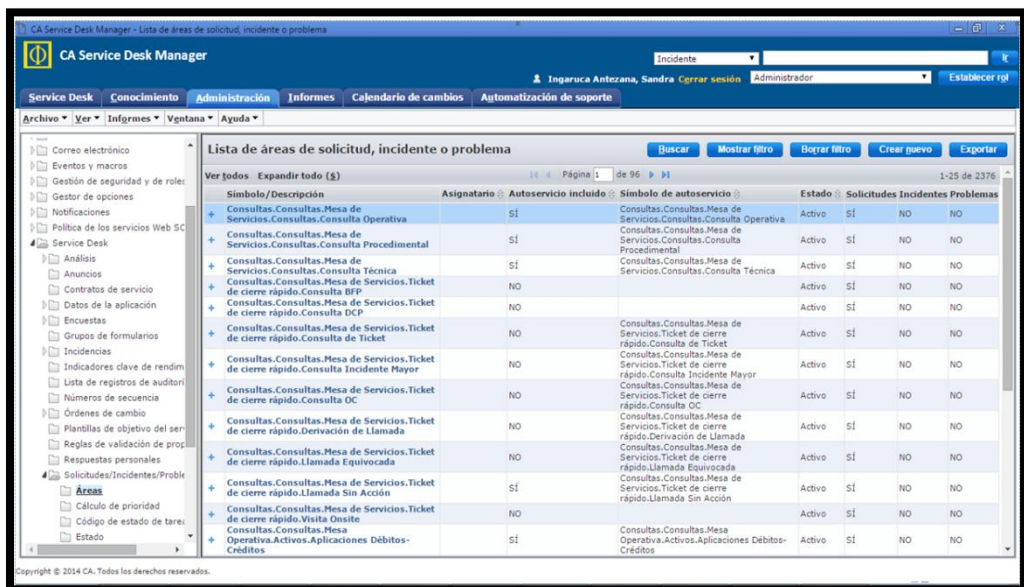 CA Service Desk Manager - Lista de áreas de solicitud, incidente o problema
CA Service Desk Manager
Incidente
Ir
Ingaruca Antezana, Sandra Cerrar sesión
Administrador
Establecer rol
Service Desk Conocimiento Administración Informes Calendario de cambios Automatización de soporte
Archivo Ver Informes Ventana Ayuda
Correo electrónico
Eventos y macros
Gestión de seguridad y de roles
Gestor de opciones
Notificaciones
Política de los servicios Web SC
Service Desk
Análisis
Anuncios
Contratos de servicio
Datos de la aplicación
Encuestas
Grupos de formularios
Incidencias
Indicadores clave de rendim
Lista de registros de auditorí
Números de secuencia
Órdenes de cambio
Plantillas de objetivo del ser
Reglas de validación de prop
Respuestas personales
Solicitudes/Incidentes/Proble
Áreas
Cálculo de prioridad
Código de estado de tarea
Estado
Lista de áreas de solicitud, incidente o problema
Buscar Mostrar filtro Borrar filtro Crear nuevo Exportar
Ver todos Expandir todo ($)
Página 1 de 96
1-25 de 2376
Símbolo/Descripción Asignatario Autoservicio incluido Símbolo de autoservicio Estado Solicitudes Incidentes Problemas
Consultas.Consultas.Mesa de
Servicios.Consultas.Consulta Operativa
SÍ
Consultas.Consultas.Mesa de
Servicios.Consultas.Consulta Operativa
Activo SÍ NO NO
Consultas.Consultas.Mesa de
Servicios.Consultas.Consulta Procedimental
SÍ
Consultas.Consultas.Mesa de
Servicios.Consultas.Consulta
Procedimental
Activo SÍ NO NO
Consultas.Consultas.Mesa de
Servicios.Consultas.Consulta Técnica
SÍ
Consultas.Consultas.Mesa de
Servicios.Consultas.Consulta Técnica
Activo SÍ NO NO
Consultas.Consultas.Mesa de Servicios.Ticket
de cierre rápido.Consulta BFP
NO
Activo SÍ NO NO
Consultas.Consultas.Mesa de Servicios.Ticket
de cierre rápido.Consulta DCP
NO
Activo SÍ NO NO
Consultas.Consultas.Mesa de Servicios.Ticket
de cierre rápido.Consulta de Ticket
NO
Consultas.Consultas.Mesa de
Servicios.Ticket de cierre
rápido.Consulta de Ticket
Activo SÍ NO NO
Consultas.Consultas.Mesa de Servicios.Ticket
de cierre rápido.Consulta Incidente Mayor
NO
Consultas.Consultas.Mesa de
Servicios.Ticket de cierre
rápido.Consulta Incidente Mayor
Activo SÍ NO NO
Consultas.Consultas.Mesa de Servicios.Ticket
de cierre rápido.Consulta OC
NO
Consultas.Consultas.Mesa de
Servicios.Ticket de cierre
rápido.Consulta OC
Activo SÍ NO NO
Consultas.Consultas.Mesa de Servicios.Ticket
de cierre rápido.Derivación de Llamada
NO
Consultas.Consultas.Mesa de
Servicios.Ticket de cierre
rápido.Derivación de Llamada
Activo SÍ NO NO
Consultas.Consultas.Mesa de Servicios.Ticket
de cierre rápido.Llamada Equivocada
NO
Consultas.Consultas.Mesa de
Servicios.Ticket de cierre
rápido.Llamada Equivocada
Activo SÍ NO NO
Consultas.Consultas.Mesa de Servicios.Ticket
de cierre rápido.Llamada Sin Acción
SÍ
Consultas.Consultas.Mesa de
Servicios.Ticket de cierre
rápido.Llamada Sin Acción
Activo SÍ NO NO
Consultas.Consultas.Mesa de Servicios.Ticket
de cierre rápido.Visita Onsite
NO
Activo SÍ NO NO
Consultas.Consultas.Mesa
Operativa.Activos.Aplicaciones Débitos-
Créditos
SÍ
Consultas.Consultas.Mesa
Operativa.Activos.Aplicaciones Débitos-
Créditos
Activo SÍ NO NO
Copyright © 2014 CA. Todos los derechos reservados.